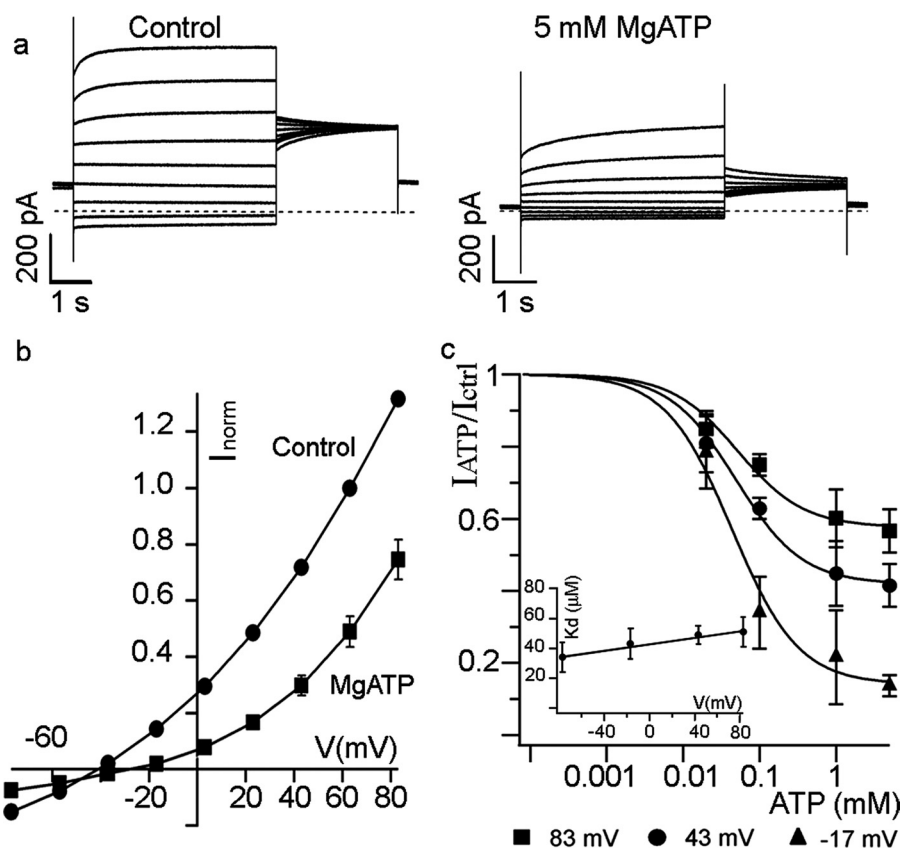 a
Control
5 mM MgATP
200 pA
1 s
200 pA
1 s
b
Inorm
1.2
1.0
0.8
0.6
0.4
Control
MgATP
V(mV)
-60
-20
20
40
60
80
c
IATP/Ictrl
1
0.6
0.2
80
60
40
20
Kd (µM)
V(mV)
-40
0
40
80
0.001
0.01
0.1
1
ATP (mM)
83 mV
43 mV
-17 mV